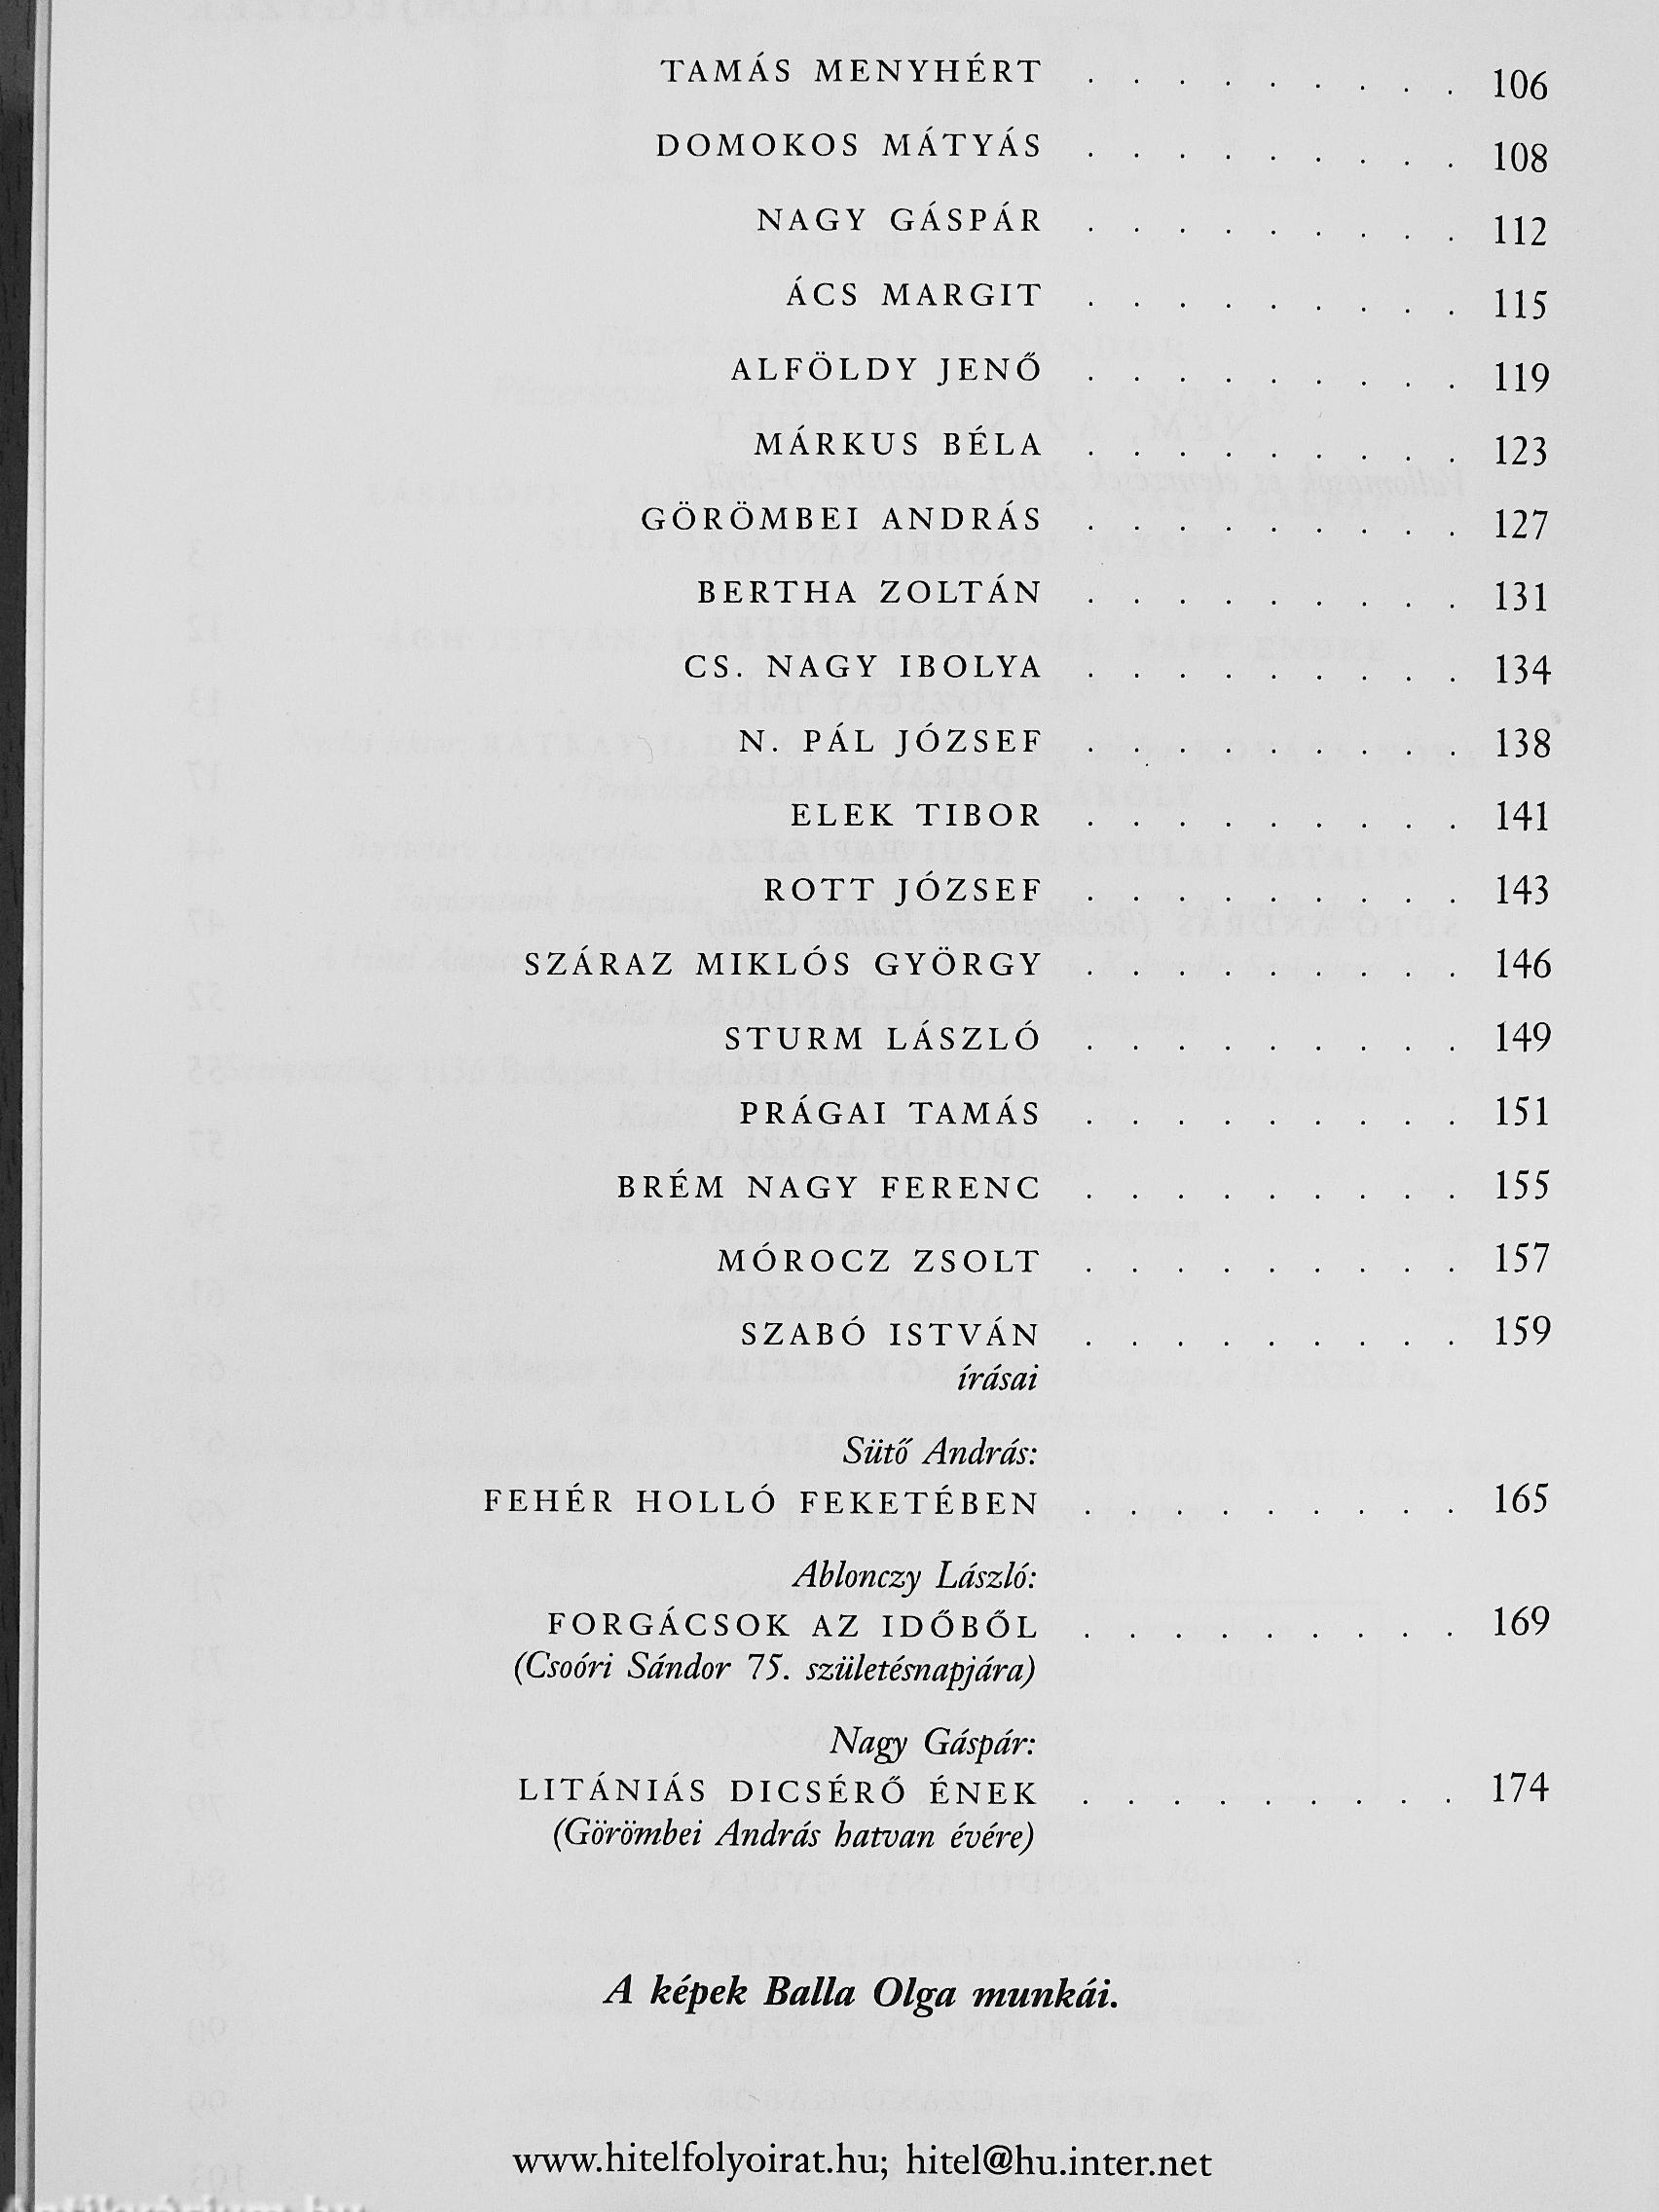 TAMÁS MENYHÉRT . . . . . . . . . 106
DOMOKOS MÁTYÁS . . . . . . . . . 108
NAGY GÁSPÁR . . . . . . . . . 112
ÁCS MARGIT . . . . . . . . . 115
ALFÖLDY JENŐ . . . . . . . . . 119
MÁRKUS BÉLA . . . . . . . . . 123
GÖRÖMBEI ANDRÁS . . . . . . . . . 127
BERTHA ZOLTÁN . . . . . . . . . 131
CS. NAGY IBOLYA . . . . . . . . . 134
N. PÁL JÓZSEF . . . . . . . . . 138
ELEK TIBOR . . . . . . . . . 141
ROTT JÓZSEF . . . . . . . . . 143
SZÁRAZ MIKLÓS GYÖRGY . . . . . . . . . 146
STURM LÁSZLÓ . . . . . . . . . 149
PRÁGAI TAMÁS . . . . . . . . . 151
BRÉM NAGY FERENC . . . . . . . . . 155
MÓROCZ ZSOLT . . . . . . . . . 157
SZABÓ ISTVÁN . . . . . . . . . 159
írásai
Sütő András:
FEHÉR HOLLÓ FEKETÉBEN . . . . . . . . . 165
Ablonczy László:
FORGÁCSOK AZ IDŐBŐL . . . . . . . . . 169
(Csoóri Sándor 75. születésnapjára)
Nagy Gáspár:
LITÁNIÁS DICSÉRŐ ÉNEK . . . . . . . . . 174
(Görömbei András hatvan évére)
A képek Balla Olga munkái.
www.hitelfolyoirat.hu; hitel@hu.inter.net